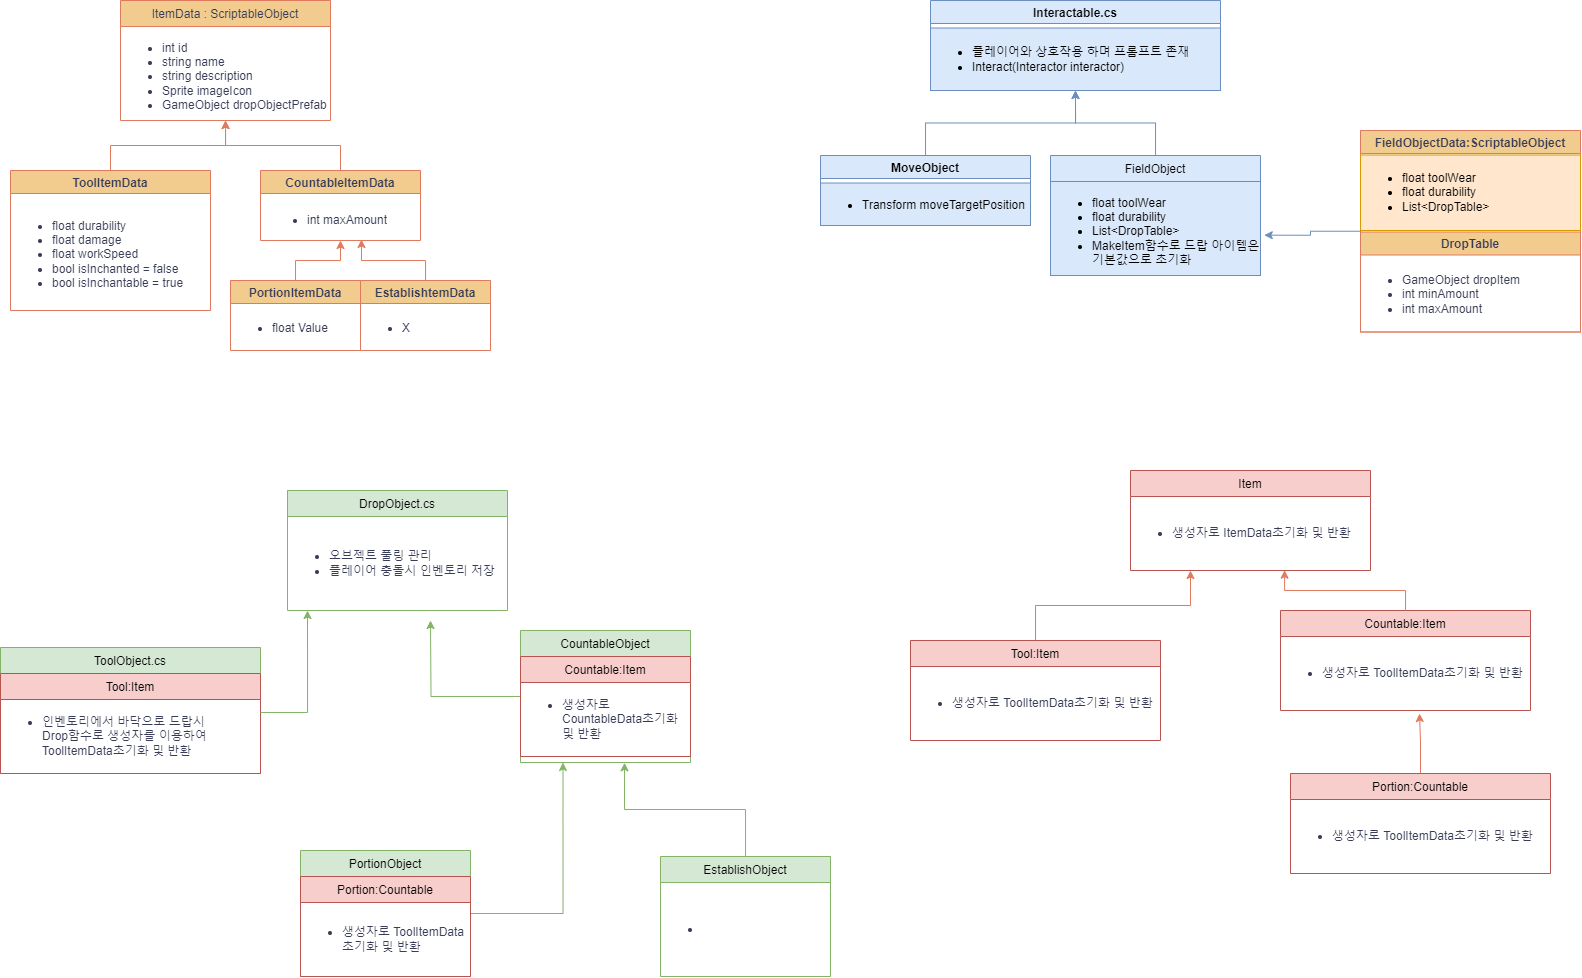 ItemData : ScriptableObject
int id
string name
string description
Sprite imageIcon
GameObject dropObjectPrefab
ToolItemData
float durability
float damage
float workSpeed
bool isInchanted = false
bool isInchantable = true
CountableItemData
int maxAmount
PortionItemData
float Value
EstablishtemData
X
Interactable.cs
플레이어와 상호작용 하며 프롬프트 존재
Interact(Interactor interactor)
MoveObject
Transform moveTargetPosition
FieldObject
float toolWear
float durability
List<DropTable>
MakeItem함수로 드랍 아이템은
기본값으로 초기화
FieldObjectData:ScriptableObject
float toolWear
float durability
List<DropTable>
DropTable
GameObject dropItem
int minAmount
int maxAmount
DropObject.cs
오브젝트 풀링 관리
플레이어 충돌시 인벤토리 저장
ToolObject.cs
Tool:Item
인벤토리에서 바닥으로 드랍시
Drop함수로 생성자를 이용하여
ToolItemData초기화 및 반환
CountableObject
Countable:Item
생성자로
CountableData초기화
및 반환
PortionObject
Portion:Countable
생성자로 ToolItemData
초기화 및 반환
EstablishObject
Item
생성자로 ItemData초기화 및 반환
Tool:Item
생성자로 ToolItemData초기화 및 반환
Countable:Item
생성자로 ToolItemData초기화 및 반환
Portion:Countable
생성자로 ToolItemData초기화 및 반환